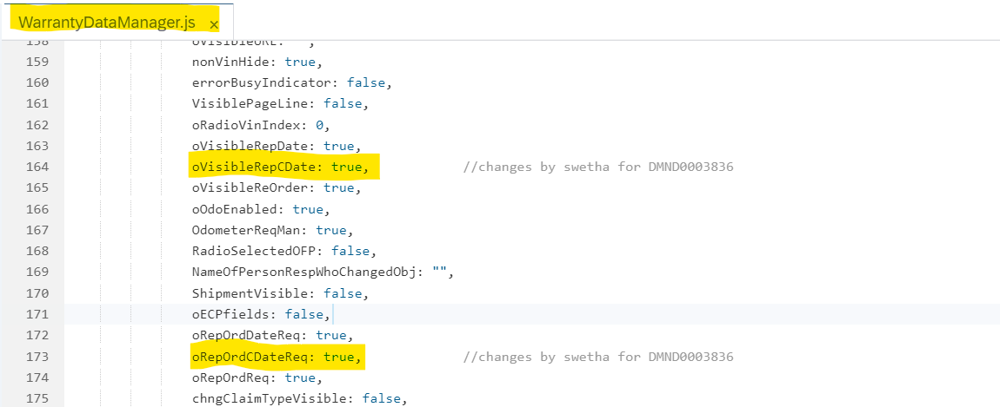 WarrantyDataManager.js ×
158 oVisibleURL: "",
159 nonVinHide: true,
160 errorBusyIndicator: false,
161 VisiblePageLine: false,
162 oRadioVinIndex: 0,
163 oVisibleRepDate: true,
164 oVisibleRepCDate: true, //changes by swetha for DMND0003836
165 oVisibleReOrder: true,
166 oOdoEnabled: true,
167 OdometerReqMan: true,
168 RadioSelectedOFP: false,
169 NameOfPersonRespWhoChangedObj: "",
170 ShipmentVisible: false,
171 oECPfields: false,
172 oRepOrdDateReq: true,
173 oRepOrdCDateReq: true, //changes by swetha for DMND0003836
174 oRepOrdReq: true,
175 chngClaimTypeVisible: false,